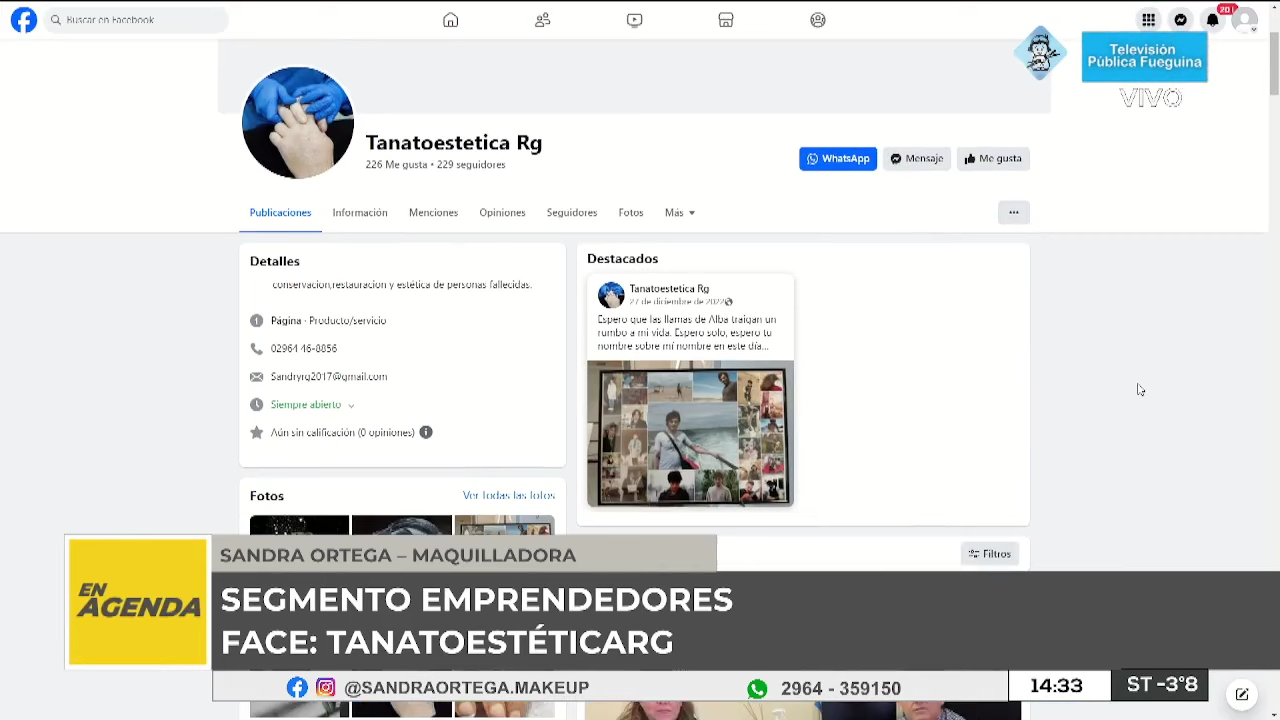 Buscar en Facebook
20+
Televisión
Pública Fueguina
VIVO
Tanatoestetica Rg
226 Me gusta • 229 seguidores
WhatsApp
Mensaje
Me gusta
Publicaciones
Información
Menciones
Opiniones
Seguidores
Fotos
Más
Detalles
conservacion,restauracion y estética de personas fallecidas.
Página · Producto/servicio
02964 46-8856
Sandryrg2017@gmail.com
Siempre abierto
Aún sin calificación (0 opiniones)
Destacados
Tanatoestetica Rg
27 de diciembre de 2022
Espero que las llamas de Alba traigan un
rumbo a mi vida. Espero solo, espero tu
nombre sobre mí nombre en este día...
Fotos
Ver todas las fotos
Filtros
EN
AGENDA
SANDRA ORTEGA – MAQUILLADORA
SEGMENTO EMPRENDEDORES
FACE: TANATOESTÉTICARG
@SANDRAORTEGA.MAKEUP
2964 - 359150
14:33
ST -3°8